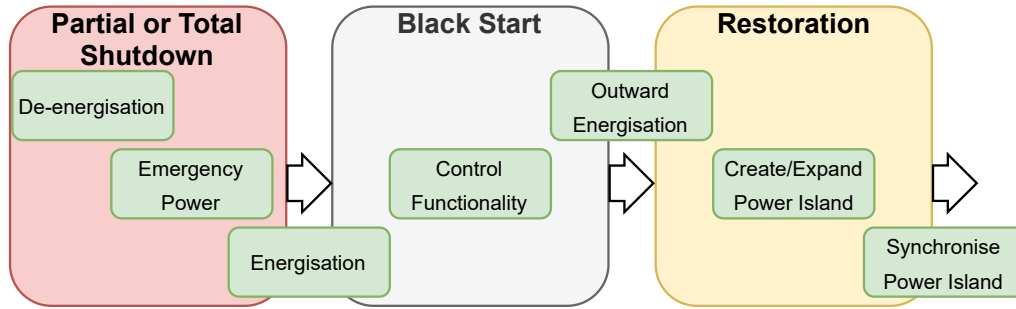 Partial or Total
Shutdown
De-energisation
Emergency
Power
Energisation
Black Start
Control
Functionality
Outward
Energisation
Restoration
Create/Expand
Power Island
Synchronise
Power Island